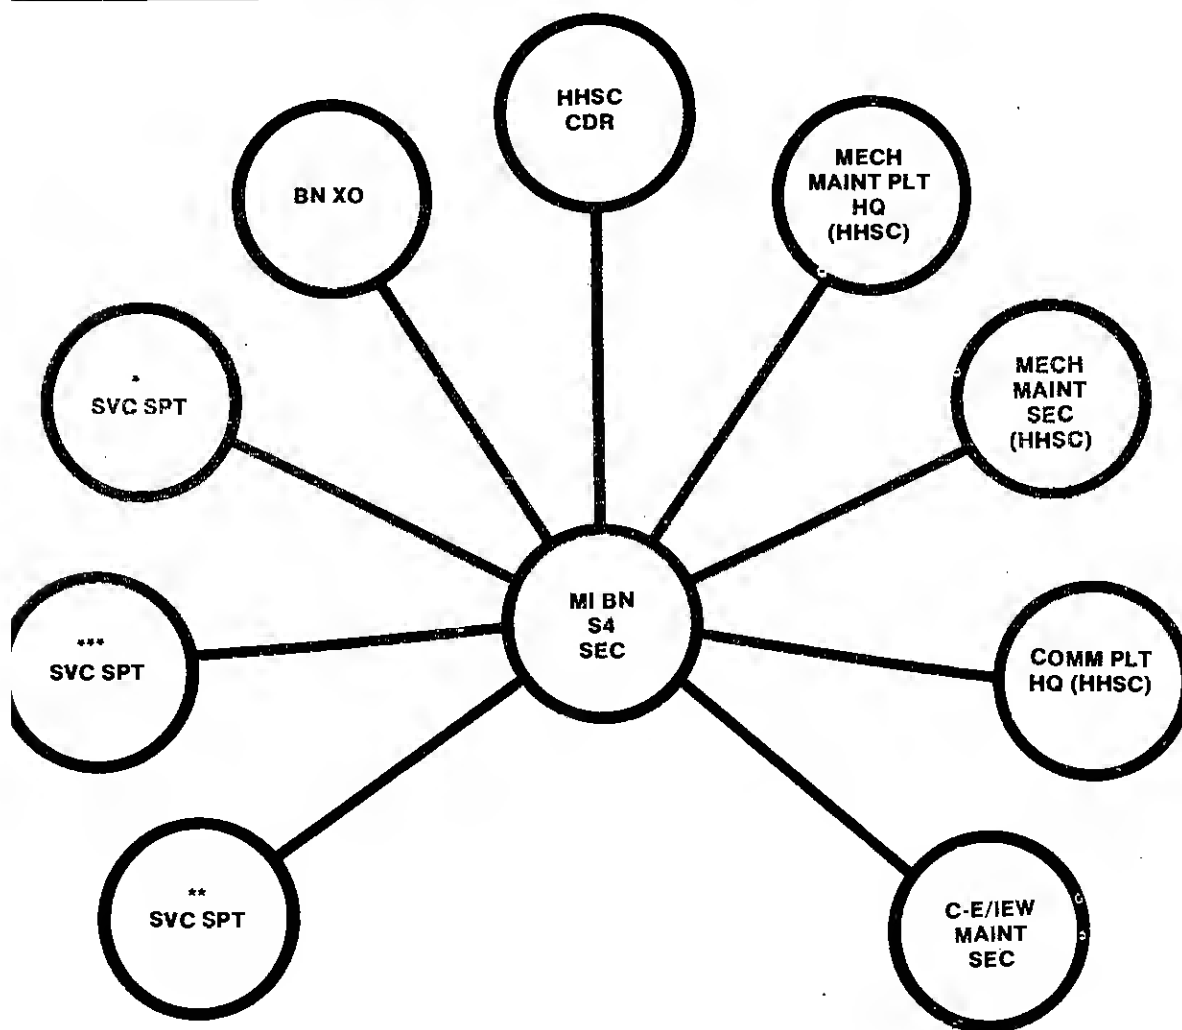 HHSC
CDR
BN XO
MECH
MAINT PLT
HQ
(HHSC)
*
SVC SPT
MECH
MAINT
SEC
(HHSC)
MI BN
S4
SEC
***
SVC SPT
COMM PLT
HQ (HHSC)
**
SVC SPT
C-E/IEW
MAINT
SEC